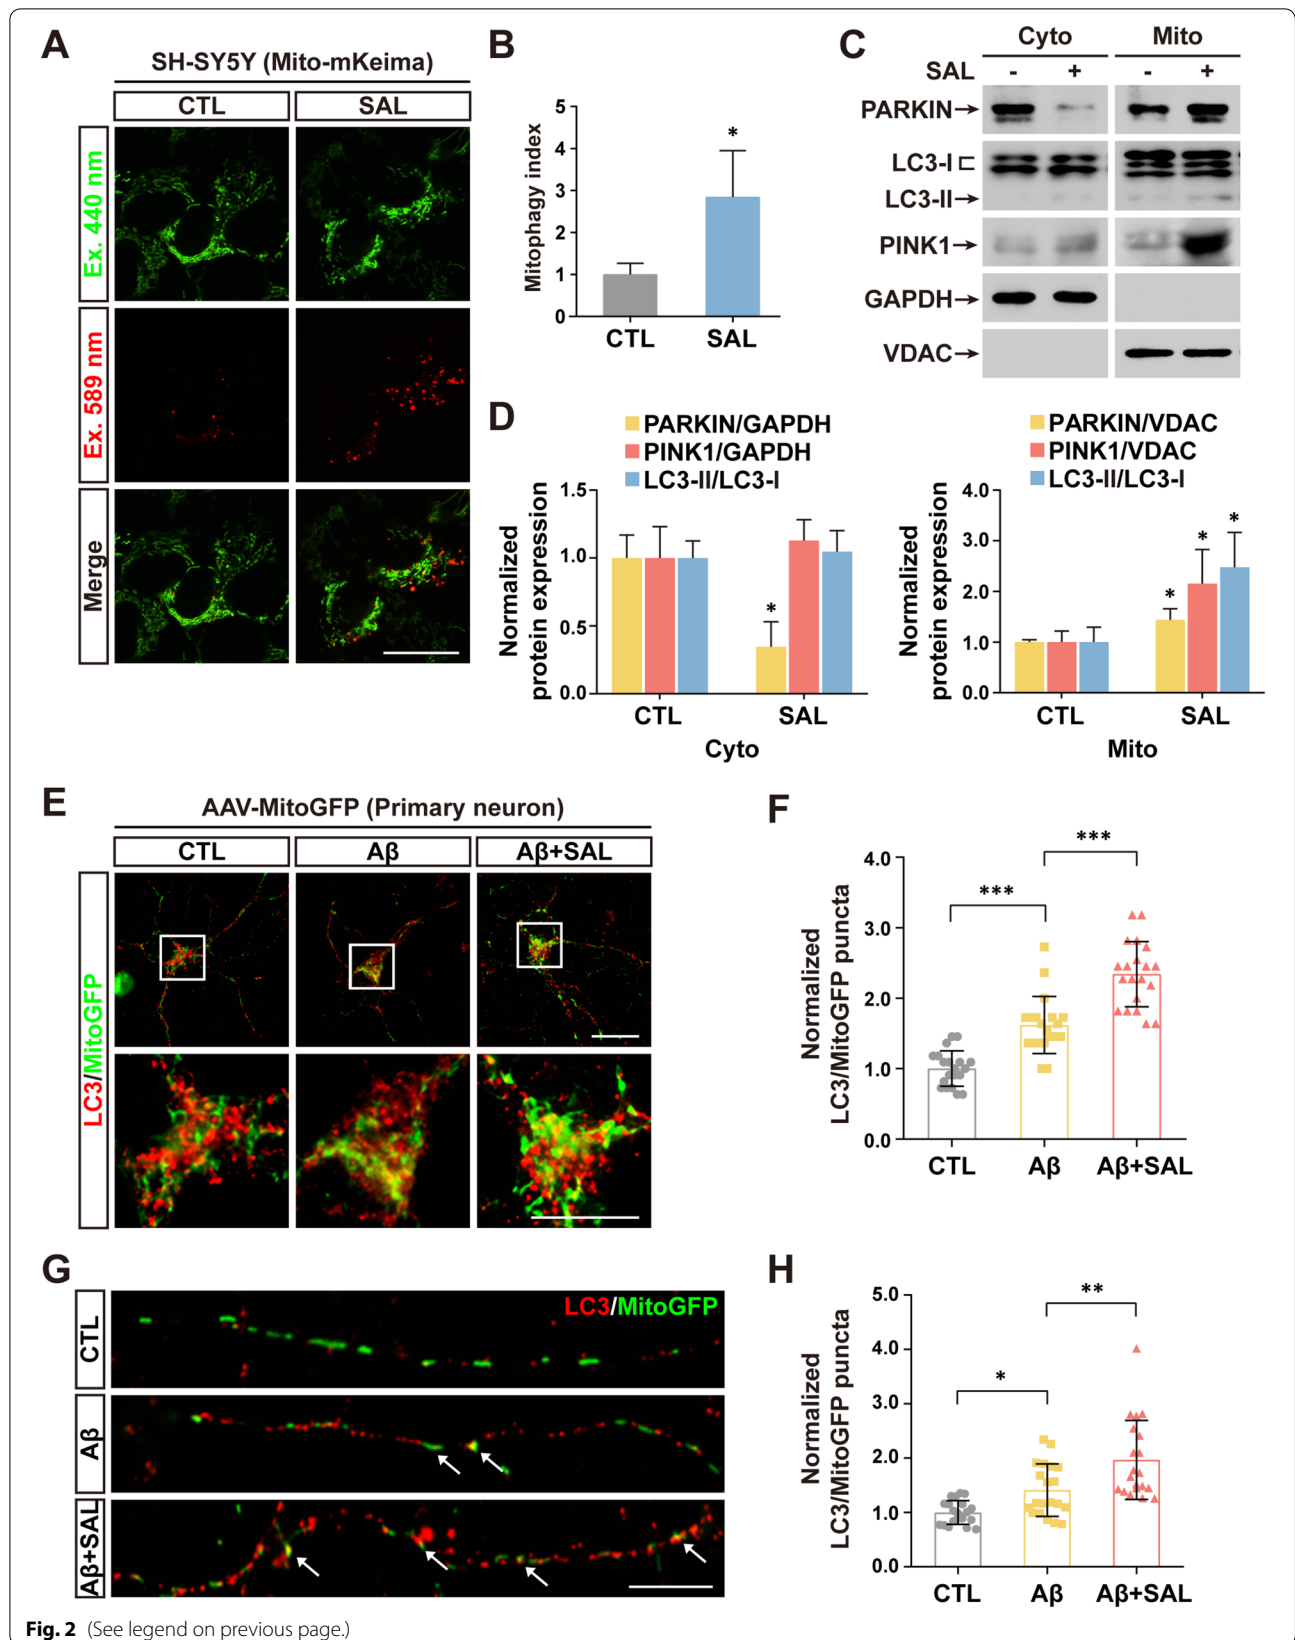 A
SH-SY5Y (Mito-mKeima)
CTL
SAL
Ex. 440 nm
Ex. 589 nm
Merge
B
Mitophagy index
5
4
3
2
1
0
*
CTL
SAL
C
Cyto
Mito
SAL
-
+
-
+
PARKIN
LC3-I
LC3-II
PINK1
GAPDH
VDAC
D
PARKIN/GAPDH
PINK1/GAPDH
LC3-II/LC3-I
Normalized
protein expression
1.5
1.0
0.5
0.0
*
CTL
SAL
Cyto
PARKIN/VDAC
PINK1/VDAC
LC3-II/LC3-I
Normalized
protein expression
4.0
3.0
2.0
1.0
0.0
*
*
*
CTL
SAL
Mito
E
AAV-MitoGFP (Primary neuron)
CTL
Aβ
Aβ+SAL
LC3/MitoGFP
F
Normalized
LC3/MitoGFP puncta
4.0
3.0
2.0
1.0
0.0
***
***
CTL
Aβ
Aβ+SAL
G
LC3/MitoGFP
CTL
Aβ
Aβ+SAL
H
Normalized
LC3/MitoGFP puncta
5.0
4.0
3.0
2.0
1.0
0.0
*
**
CTL
Aβ
Aβ+SAL
Fig. 2 (See legend on previous page.)